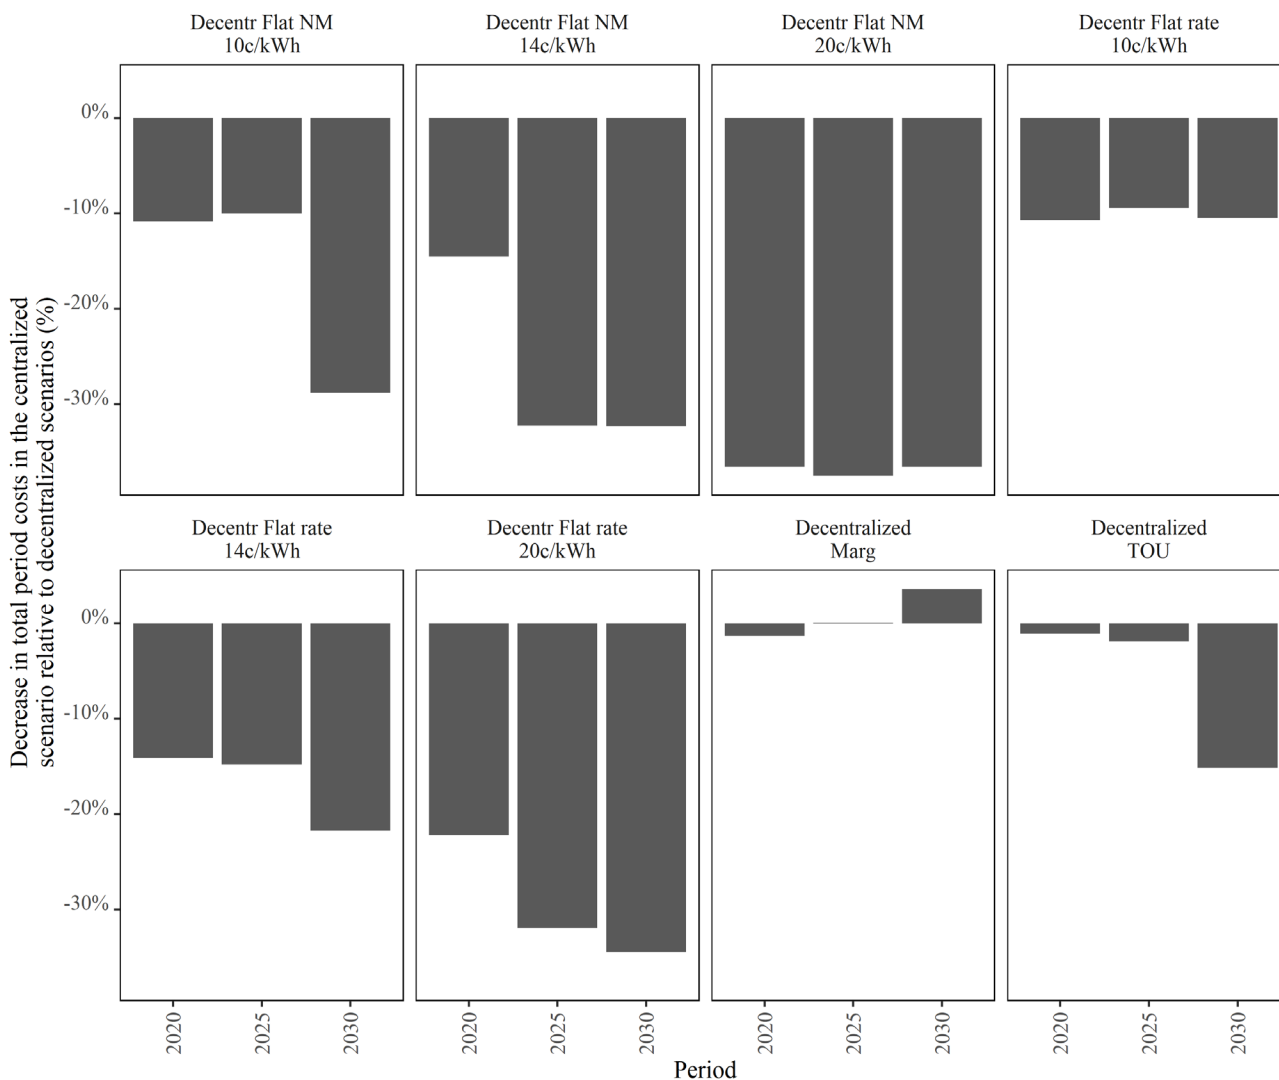 Decentr Flat NM
10c/kWh
Decentr Flat NM
14c/kWh
Decentr Flat NM
20c/kWh
Decentr Flat rate
10c/kWh
0%
-10%
-20%
-30%
Decentr Flat rate
14c/kWh
Decentr Flat rate
20c/kWh
Decentralized
Marg
Decentralized
TOU
0%
-10%
-20%
-30%
2020
2025
2030
2020
2025
2030
2020
2025
2030
2020
2025
2030
Period
Decrease in total period costs in the centralized
scenario relative to decentralized scenarios (%)